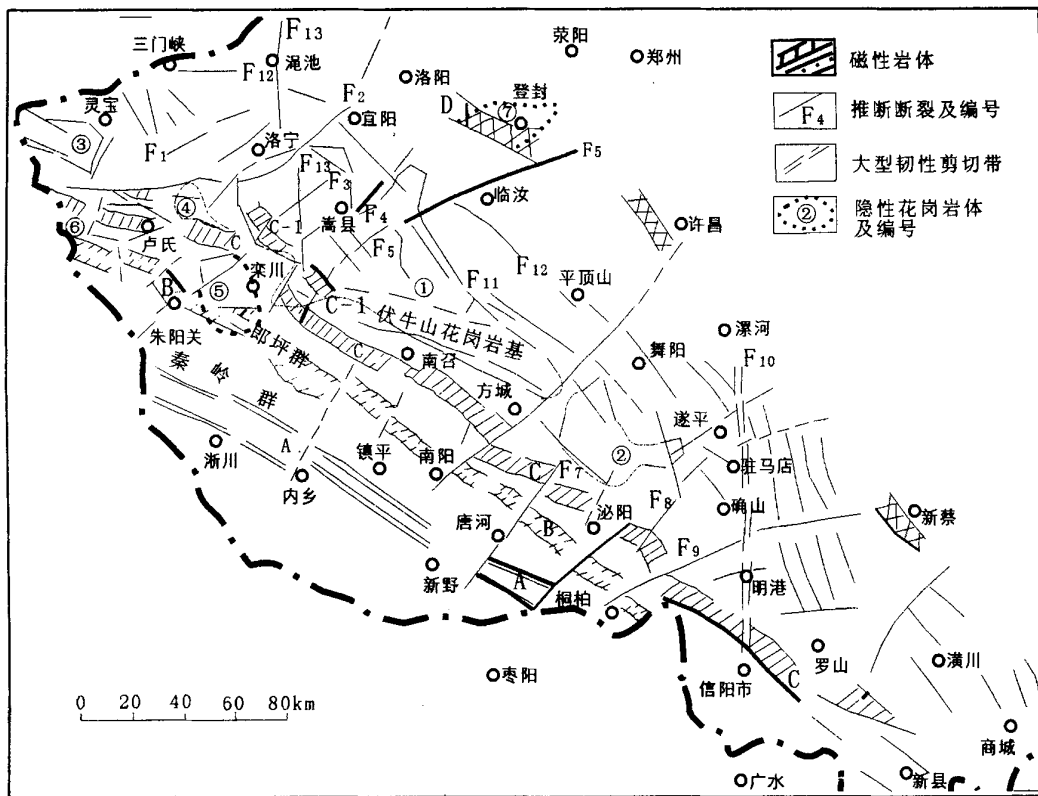 F13
三门峡
渑池
F12
荥阳
郑州
洛阳
F2
宜阳
D
登封
⑦
灵宝
③
F1
洛宁
F13
F3
F5
临汝
④
⑥
卢氏
C
C-1
嵩县
F4
F5
许昌
⑤
栾川
B
①
F11
F12
平顶山
C-1
朱阳关
郎坪群
伏牛山花岗岩基
秦岭群
C
南召
漯河
舞阳
F10
方城
遂平
淅川
A
内乡
镇平
南阳
②
驻马店
C
F7
F8
确山
唐河
B
泌阳
新蔡
F9
新野
A
桐柏
明港
罗山
潢川
枣阳
信阳市
C
商城
广水
新县
0 20 40 60 80km
磁性岩体
F4
推断断裂及编号
大型韧性剪切带
②
隐性花岗岩体
及编号